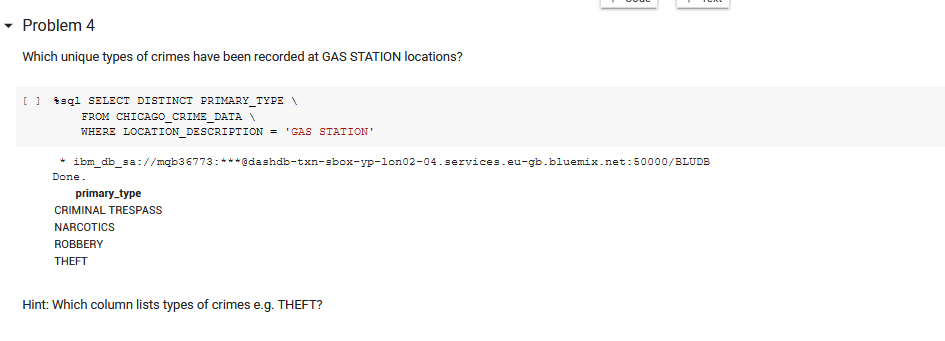 + Code + Text
Problem 4
Which unique types of crimes have been recorded at GAS STATION locations?
[ ] %sql SELECT DISTINCT PRIMARY_TYPE \
FROM CHICAGO_CRIME_DATA \
WHERE LOCATION_DESCRIPTION = 'GAS STATION'
* ibm_db_sa://mqb36773:***@dashdb-txn-sbox-yp-lon02-04.services.eu-gb.bluemix.net:50000/BLUDB
Done.
primary_type
CRIMINAL TRESPASS
NARCOTICS
ROBBERY
THEFT
Hint: Which column lists types of crimes e.g. THEFT?